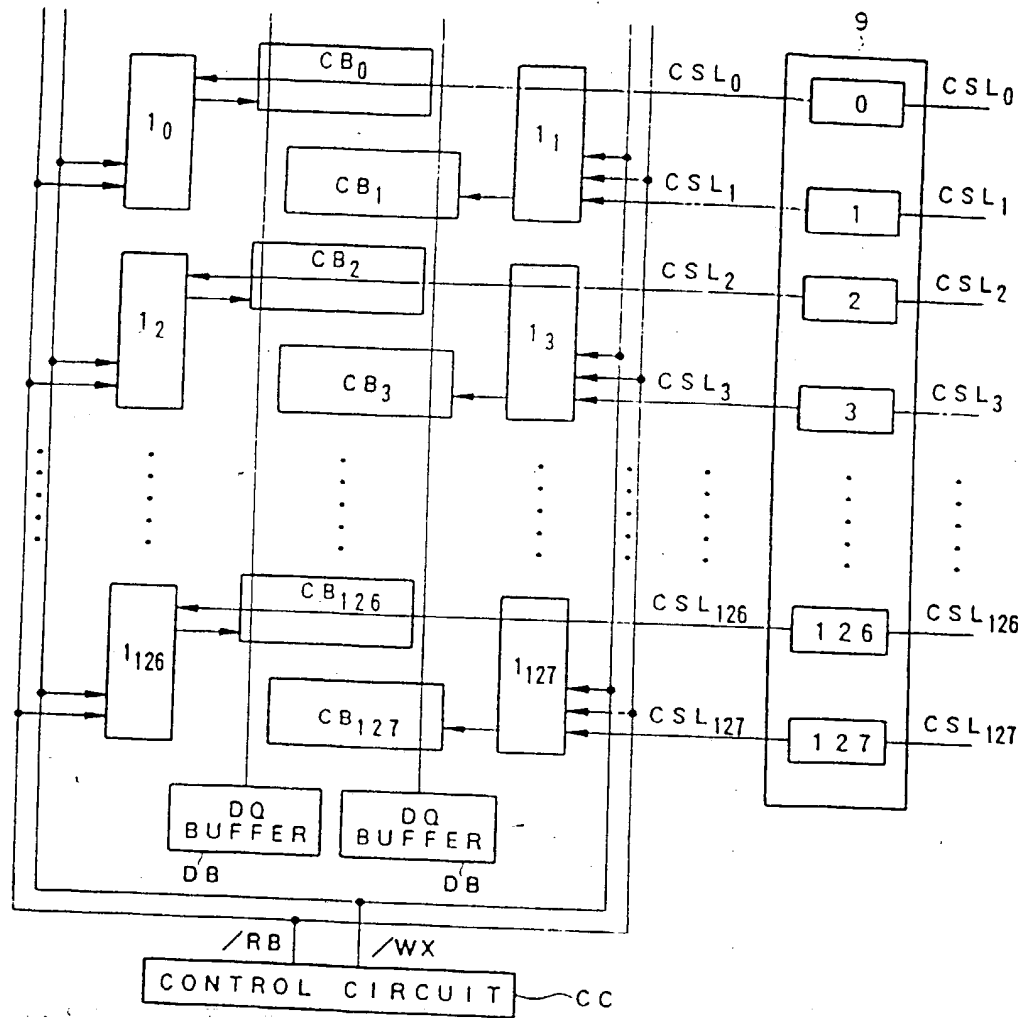 9
CB0 CSL0 0 CSL0
10 11
CB1 CSL1 1 CSL1
CB2 CSL2 2 CSL2
12 13
CB3 CSL3 3 CSL3
CB126 CSL126 126 CSL126
1126 1127
CB127 CSL127 127 CSL127
DQ BUFFER
DQ BUFFER
DB DB
/RB /WX
CONTROL CIRCUIT CC